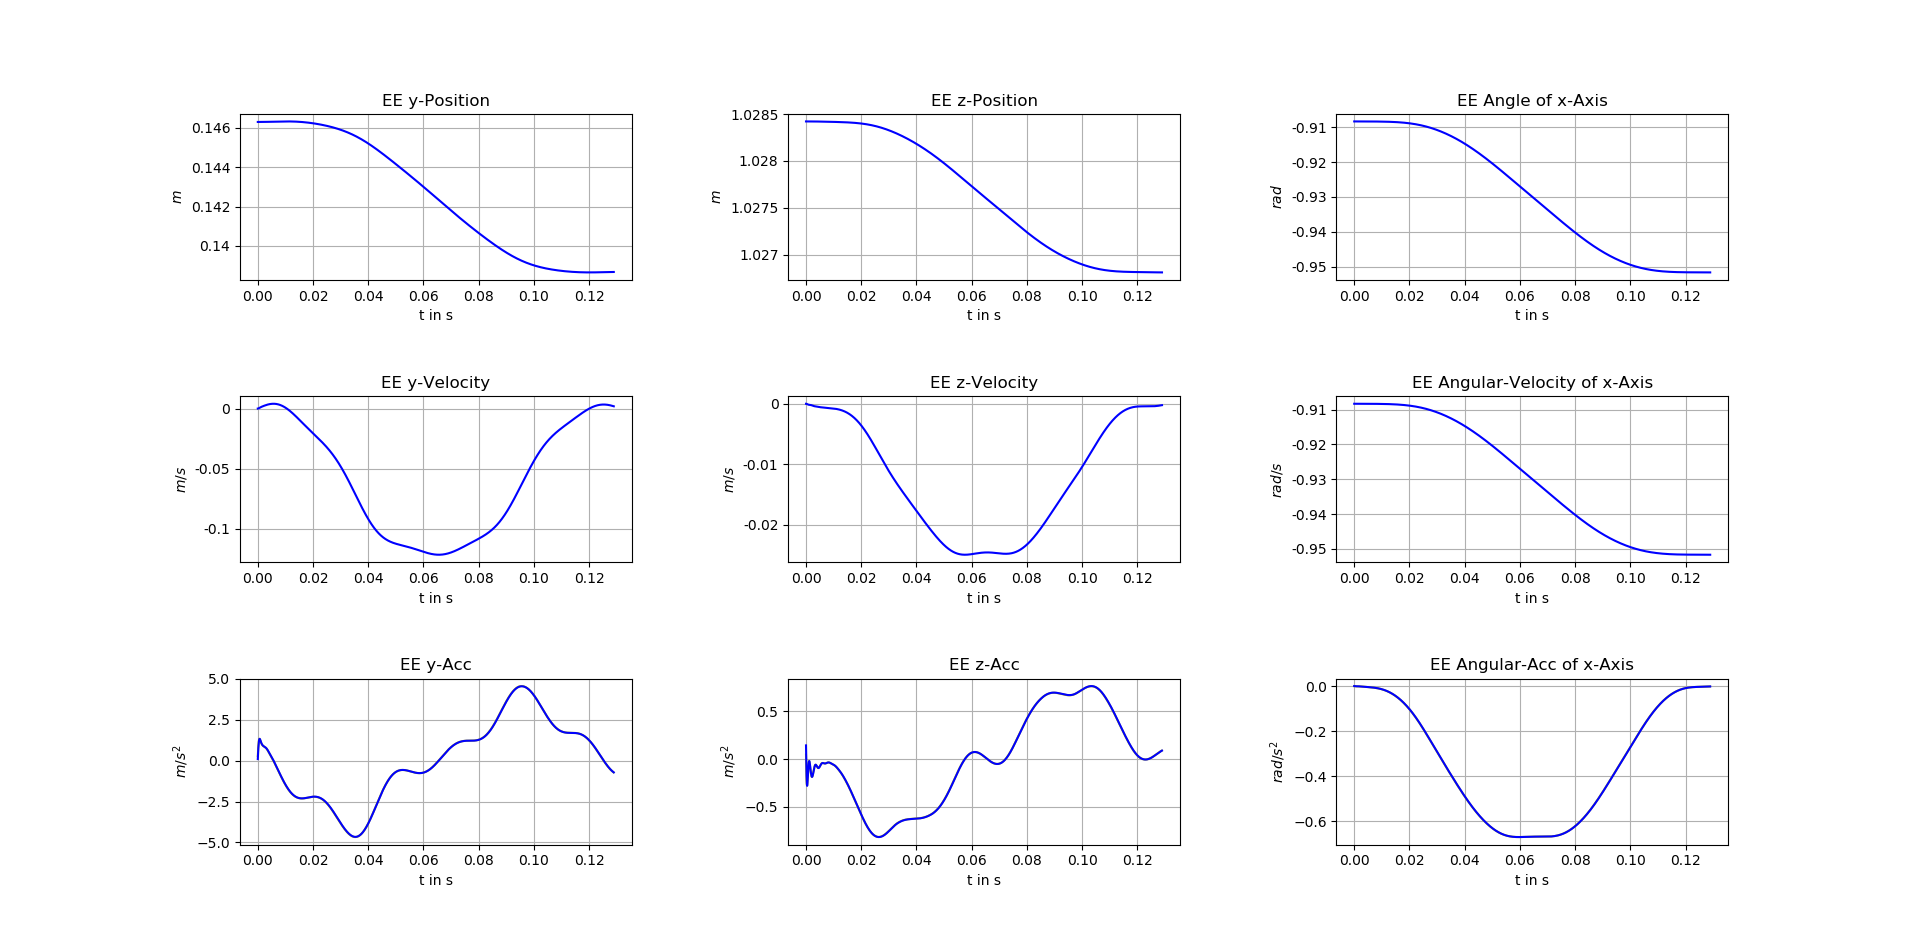 EE y-Position EE z-Position EE Angle of x-Axis
0.146
0.144
0.142
0.14
m
0.00 0.02 0.04 0.06 0.08 0.10 0.12
t in s
1.0285
1.028
1.0275
1.027
m
0.00 0.02 0.04 0.06 0.08 0.10 0.12
t in s
-0.91
-0.92
-0.93
-0.94
-0.95
rad
0.00 0.02 0.04 0.06 0.08 0.10 0.12
t in s
EE y-Velocity EE z-Velocity EE Angular-Velocity of x-Axis
0
-0.05
-0.1
m/s
0.00 0.02 0.04 0.06 0.08 0.10 0.12
t in s
0
-0.01
-0.02
m/s
0.00 0.02 0.04 0.06 0.08 0.10 0.12
t in s
-0.91
-0.92
-0.93
-0.94
-0.95
rad/s
0.00 0.02 0.04 0.06 0.08 0.10 0.12
t in s
EE y-Acc EE z-Acc EE Angular-Acc of x-Axis
5.0
2.5
0.0
−2.5
−5.0
m/s²
0.00 0.02 0.04 0.06 0.08 0.10 0.12
t in s
0.5
0.0
−0.5
m/s²
0.00 0.02 0.04 0.06 0.08 0.10 0.12
t in s
0.0
−0.2
−0.4
−0.6
rad/s²
0.00 0.02 0.04 0.06 0.08 0.10 0.12
t in s